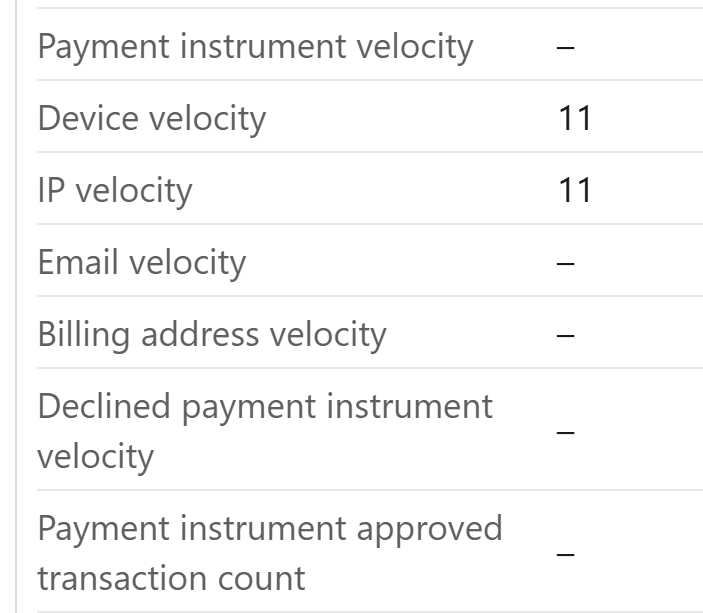 Payment instrument velocity –
Device velocity 11
IP velocity 11
Email velocity –
Billing address velocity –
Declined payment instrument
velocity –
Payment instrument approved
transaction count –